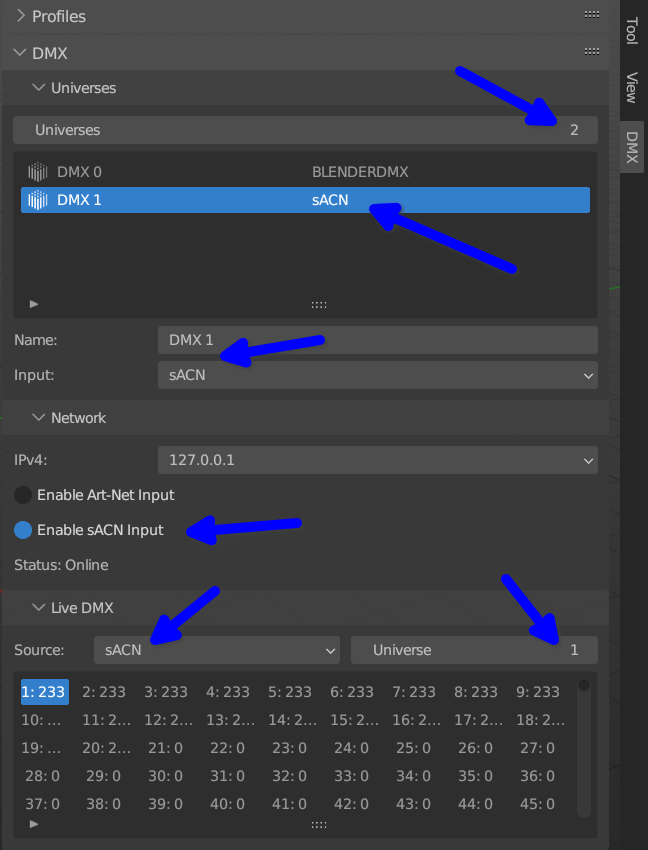 Profiles
DMX
Universes
Universes 2
DMX 0 BLENDERDMX
DMX 1 sACN
Name: DMX 1
Input: sACN
Network
IPv4: 127.0.0.1
Enable Art-Net Input
Enable sACN Input
Status: Online
Live DMX
Source: sACN Universe 1
1: 233 2: 233 3: 233 4: 233 5: 233 6: 233 7: 233 8: 233 9: 233
10: ... 11: 2... 12: 2... 13: 2... 14: 2... 15: 2... 16: 2... 17: 2... 18: 2...
19: ... 20: 2... 21: 0 22: 0 23: 0 24: 0 25: 0 26: 0 27: 0
28: 0 29: 0 30: 0 31: 0 32: 0 33: 0 34: 0 35: 0 36: 0
37: 0 38: 0 39: 0 40: 0 41: 0 42: 0 43: 0 44: 0 45: 0
Tool
View
DMX